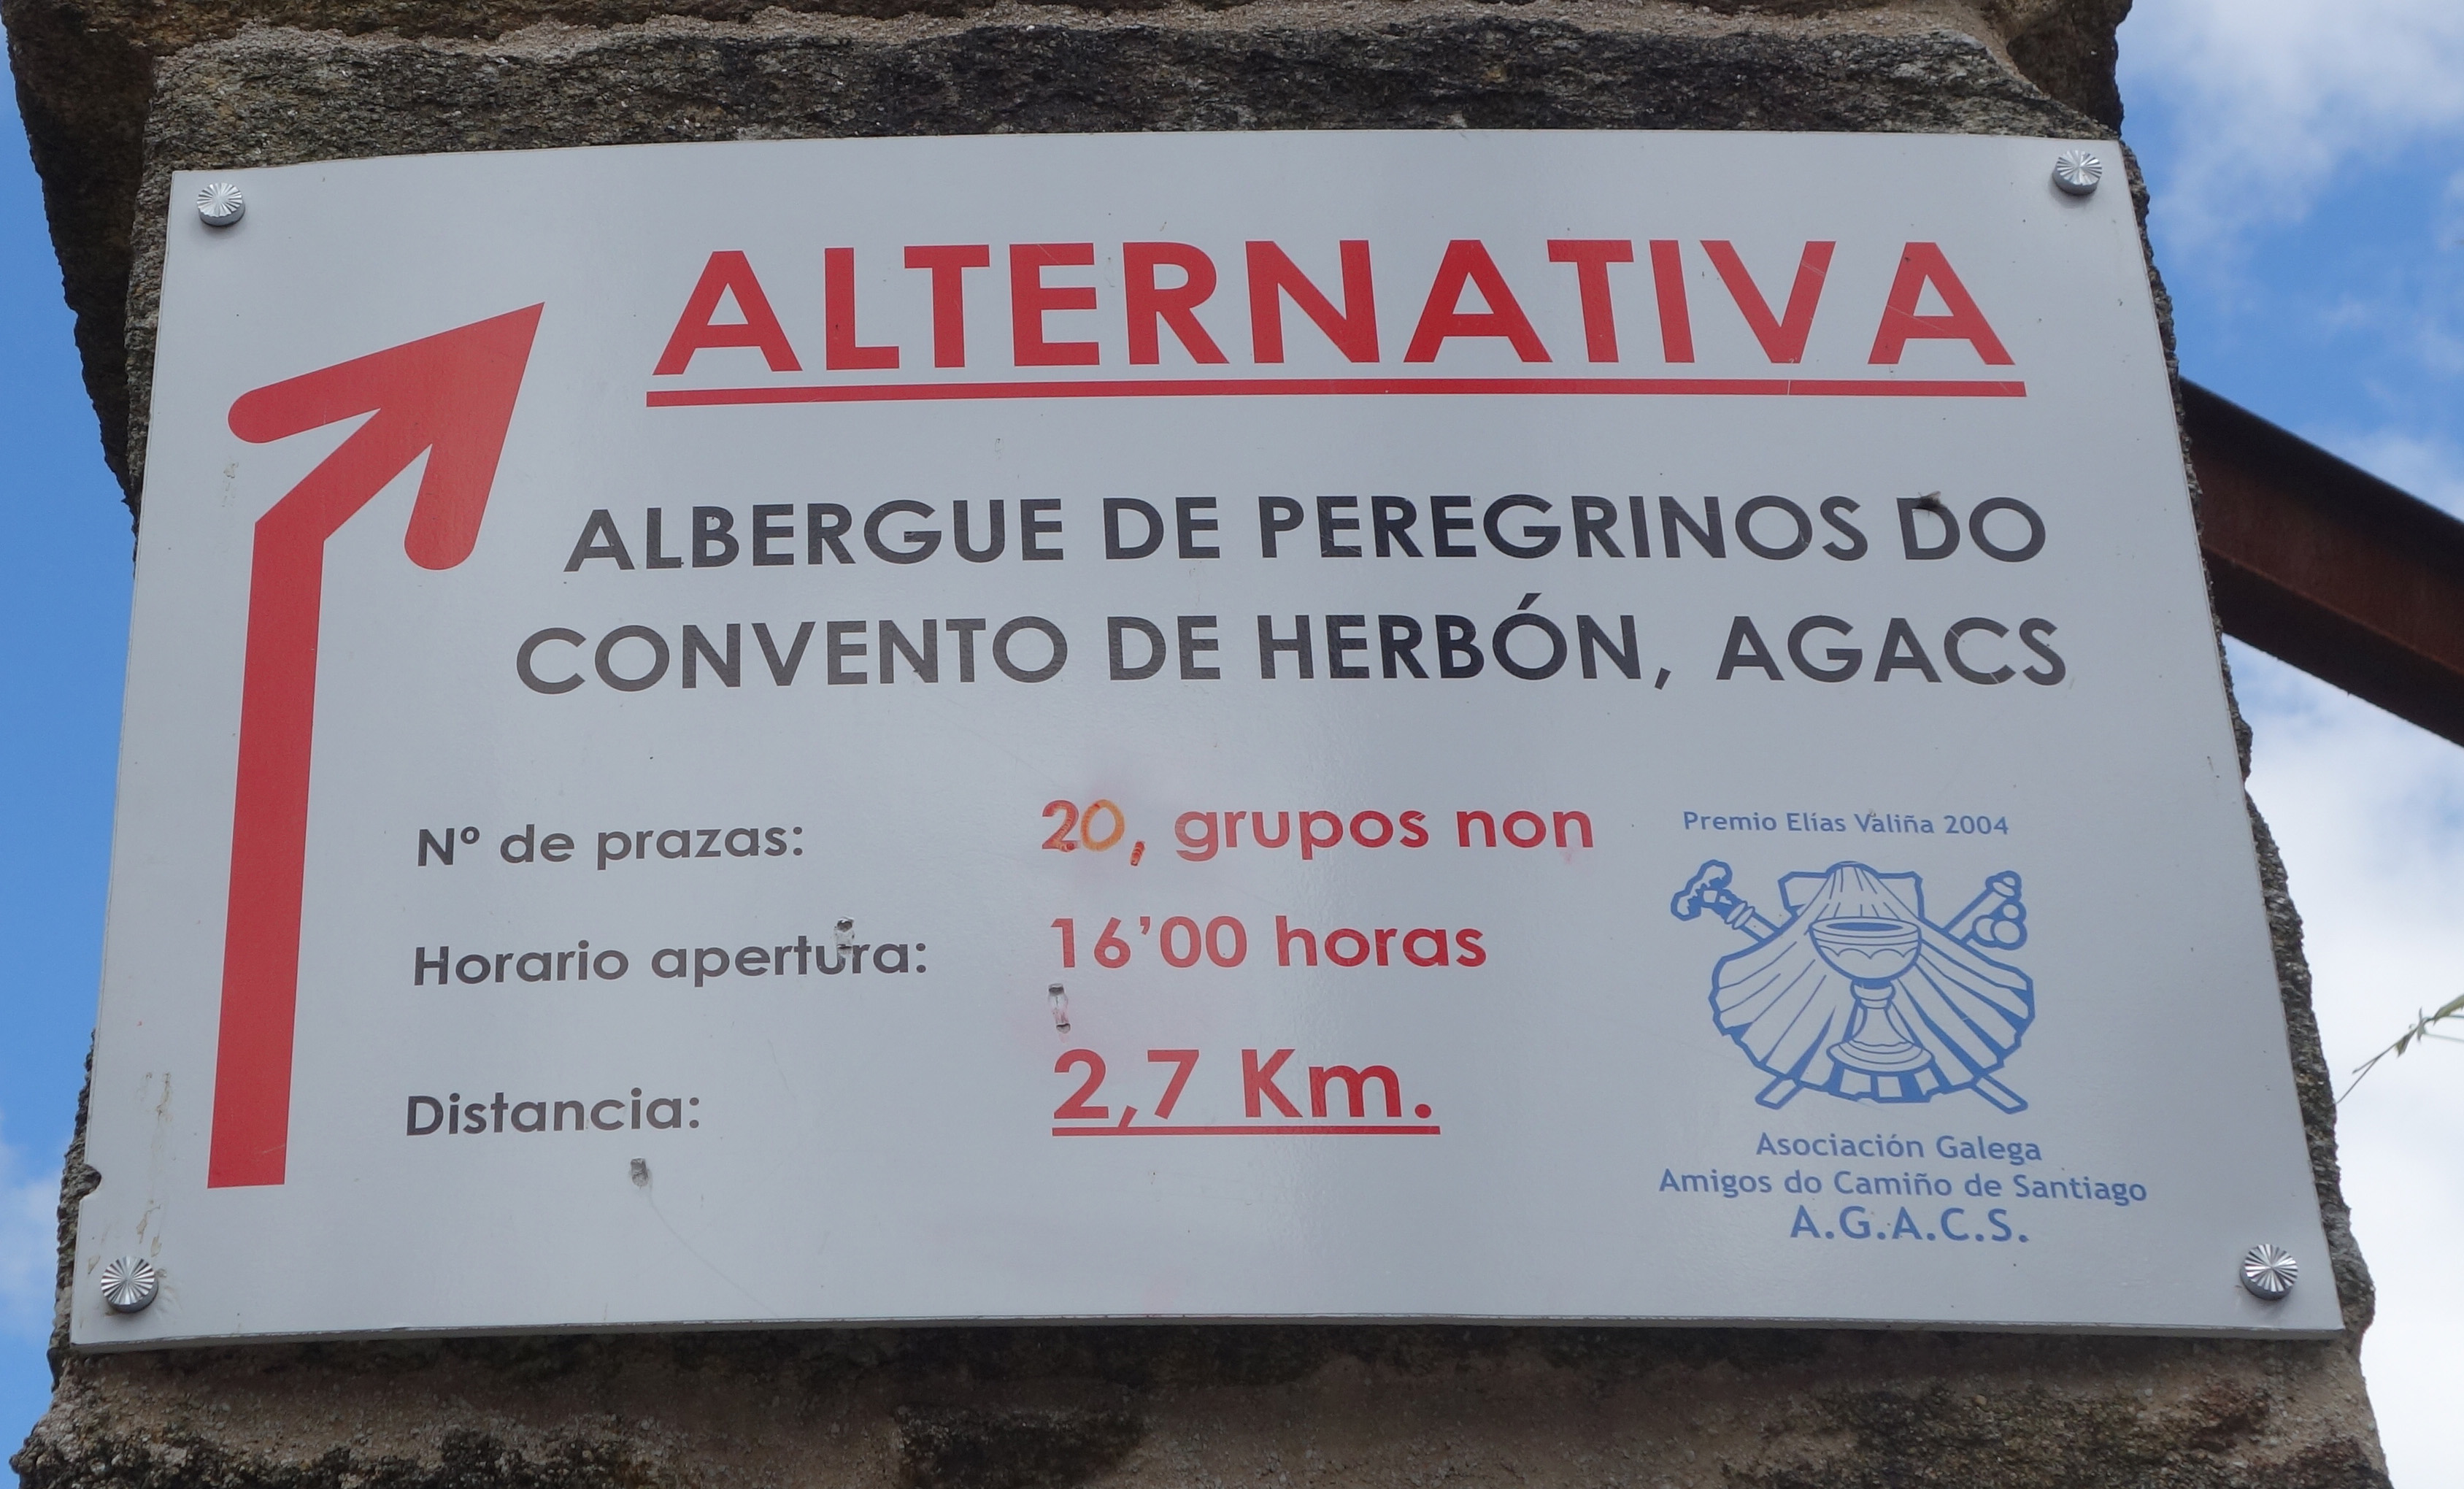 ALTERNATIVA
ALBERGUE DE PEREGRINOS DO
CONVENTO DE HERBÓN, AGACS
Nº de prazas: 20, grupos non
Horario apertura: 16’00 horas
Distancia: 2,7 Km.
Premio Elías Valiña 2004
Asociación Galega
Amigos do Camiño de Santiago
A.G.A.C.S.